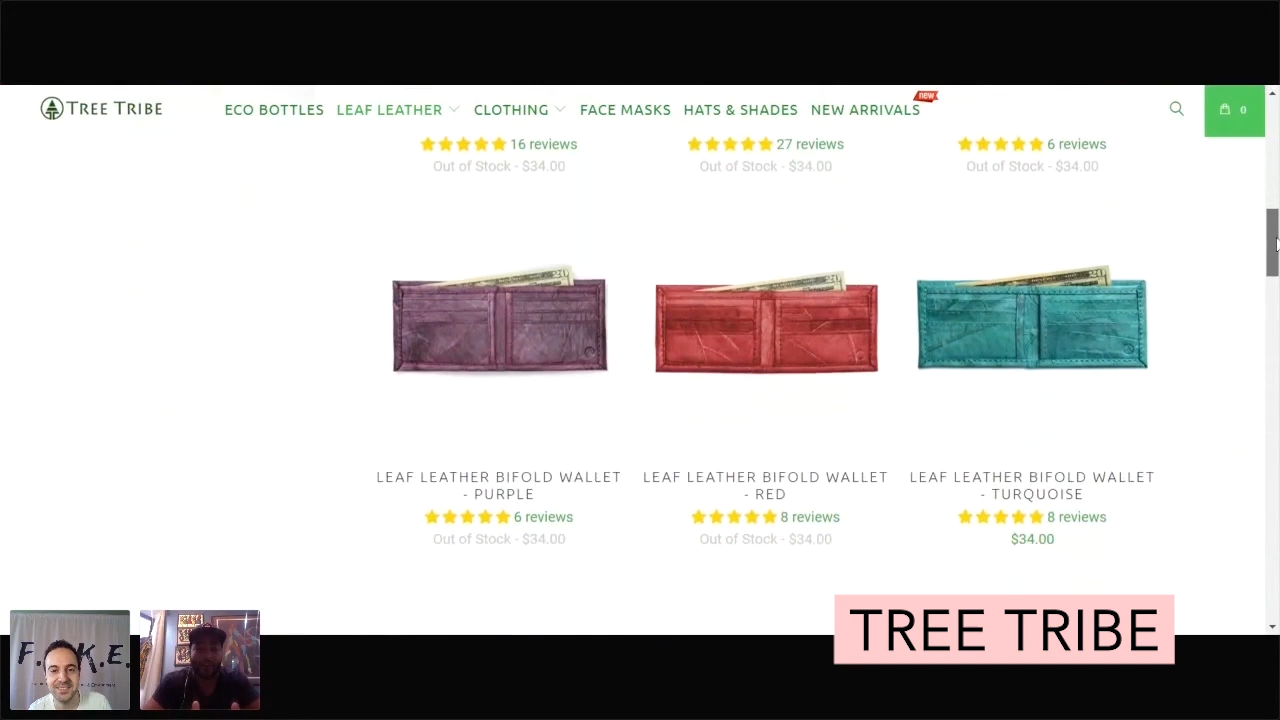 TREE TRIBE
ECO BOTTLES LEAF LEATHER CLOTHING FACE MASKS HATS & SHADES NEW ARRIVALS new 0
16 reviews 27 reviews 6 reviews
Out of Stock - $34.00 Out of Stock - $34.00 Out of Stock - $34.00
20 20 20
LEAF LEATHER BIFOLD WALLET
- PURPLE
6 reviews
Out of Stock - $34.00
LEAF LEATHER BIFOLD WALLET
- RED
8 reviews
Out of Stock - $34.00
LEAF LEATHER BIFOLD WALLET
- TURQUOISE
8 reviews
$34.00
TREE TRIBE